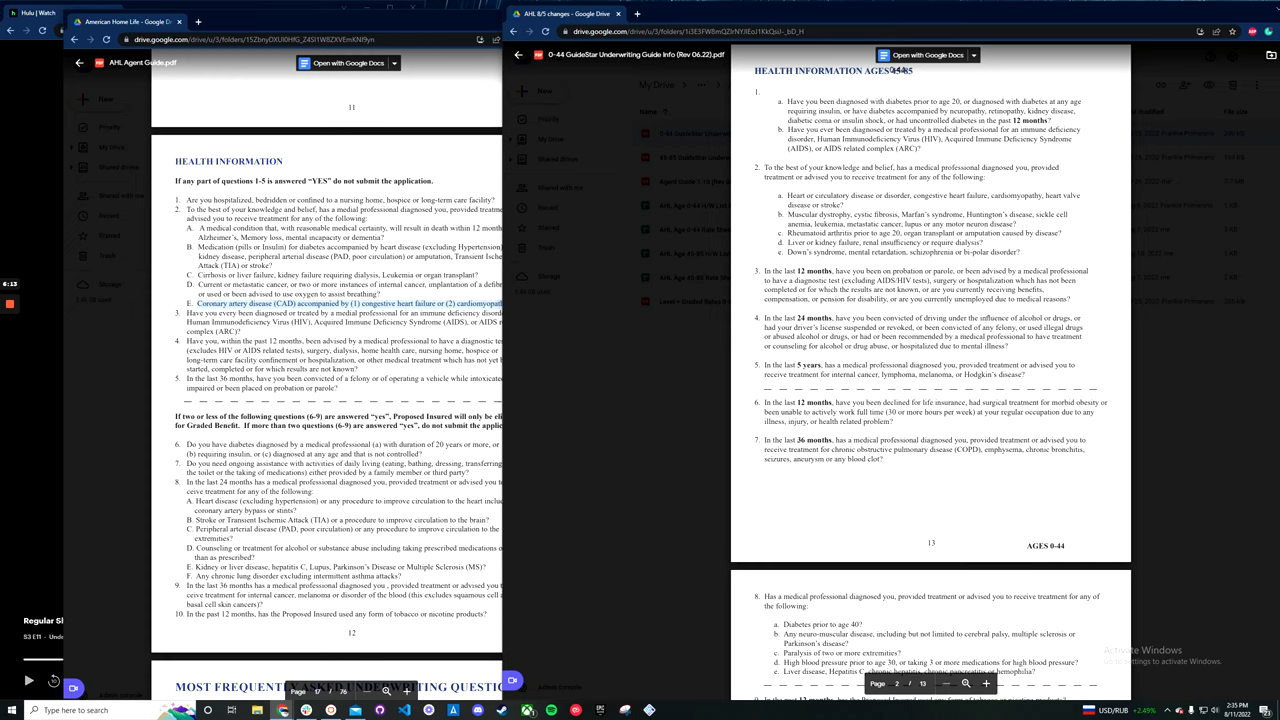 Hulu | Watch
American Home Life - Google D
drive.google.com/drive/u/3/folders/
AHL Agent Guide.pdf
Open with Google Docs
New
Priority
My Drive
Shared drives
Shared with me
Recent
Starred
Trash
Storage
6:13
11
HEALTH INFORMATION
If any part of questions 1-5 is answered “YES” do not submit the application.
1. Are you hospitalized, bedridden or confined to a nursing home, hospice or long-term care facility?
2. To the best of your knowledge and belief, has a medical professional diagnosed you, provided treatme
advised you to receive treatment for any of the following:
A. A medical condition that, with reasonable medical certainty, will result in death within 12 month
Alzheimer’s, Memory loss, mental incapacity or dementia?
B. Medication (pills or Insulin) for diabetes accompanied by heart disease (excluding Hypertension)
kidney disease, peripheral arterial disease (PAD, poor circulation) or amputation, Transient Ische
Attack (TIA) or stroke?
C. Cirrhosis or liver failure, kidney failure requiring dialysis, Leukemia or organ transplant?
D. Current or metastatic cancer, or two or more instances of internal cancer, implantation of a defibr
or used or been advised to use oxygen to assist breathing?
E. Coronary artery disease (CAD) accompanied by (1) congestive heart failure or (2) cardiomyopath
3. Have you every been diagnosed or treated by a medial professional for an immune deficiency disord
Human Immunodeficiency Virus (HIV), Acquired Immune Deficiency Syndrome (AIDS), or AIDS r
complex (ARC)?
4. Have you, within the past 12 months, been advised by a medical professional to have a diagnostic te
(excludes HIV or AIDS related tests), surgery, dialysis, home health care, nursing home, hospice or
long-term care facility confinement or hospitalization, or other medical treatment which has not yet b
started, completed or for which results are not known?
5. In the last 36 months, have you been convicted of a felony or of operating a vehicle while intoxicate
impaired or been placed on probation or parole?
If two or less of the following questions (6-9) are answered “yes”, Proposed Insured will only be eli
for Graded Benefit. If more than two questions (6-9) are answered “yes”, do not submit the applic
6. Do you have diabetes diagnosed by a medical professional (a) with duration of 20 years or more, or
(b) requiring insulin, or (c) diagnosed at any age and that is not controlled?
7. Do you need ongoing assistance with activities of daily living (eating, bathing, dressing, transferring
the toilet or the taking of medications) either provided by a family member or third party?
8. In the last 24 months has a medical professional diagnosed you, provided treatment or advised you t
ceive treatment for any of the following:
A. Heart disease (excluding hypertension) or any procedure to improve circulation to the heart inclu
coronary artery bypass or stints?
B. Stroke or Transient Ischemic Attack (TIA) or a procedure to improve circulation to the brain?
C. Peripheral arterial disease (PAD, poor circulation) or any procedure to improve circulation to the
extremities?
D. Counseling or treatment for alcohol or substance abuse including taking prescribed medications o
than as prescribed?
E. Kidney or liver disease, hepatitis C, Lupus, Parkinson’s Disease or Multiple Sclerosis (MS)?
F. Any chronic lung disorder excluding intermittent asthma attacks?
9. In the last 36 months has a medical professional diagnosed you , provided treatment or advised you t
ceive treatment for internal cancer, melanoma or disorder of the blood (this excludes squamous cell a
basal cell skin cancers)?
10. In the past 12 months, has the Proposed Insured used any form of tobacco or nicotine products?
12
MOST FREQUENTLY ASKED UNDERWRITING QUESTIO
Page 17 / 76
Regular Si
S3 E11 - Unde
AHL 8/5 changes - Google Drive
drive.google.com/drive/u/3/folders/
0-44 GuideStar Underwriting Guide Info (Rev 06.22).pdf
Open with Google Docs
New
Priority
My Drive
Shared drives
Shared with me
Recent
Starred
Trash
Storage
Admin console
My Drive
Name
HEALTH INFORMATION AGES 45-85
0-44
1.
a. Have you been diagnosed with diabetes prior to age 20, or diagnosed with diabetes at any age
requiring insulin, or have diabetes accompanied by neuropathy, retinopathy, kidney disease,
diabetic coma or insulin shock, or had uncontrolled diabetes in the past 12 months?
b. Have you ever been diagnosed or treated by a medical professional for an immune deficiency
disorder, Human Immunodeficiency Virus (HIV), Acquired Immune Deficiency Syndrome
(AIDS), or AIDS related complex (ARC)?
2. To the best of your knowledge and belief, has a medical professional diagnosed you, provided
treatment or advised you to receive treatment for any of the following:
a. Heart or circulatory disease or disorder, congestive heart failure, cardiomyopathy, heart valve
disease or stroke?
b. Muscular dystrophy, cystic fibrosis, Marfan’s syndrome, Huntington’s disease, sickle cell
anemia, leukemia, metastatic cancer, lupus or any motor neuron disease?
c. Rheumatoid arthritis prior to age 20, organ transplant or amputation caused by disease?
d. Liver or kidney failure, renal insufficiency or require dialysis?
e. Down’s syndrome, mental retardation, schizophrenia or bi-polar disorder?
3. In the last 12 months, have you been on probation or parole, or been advised by a medical professional
to have a diagnostic test (excluding AIDS/HIV tests), surgery or hospitalization which has not been
completed or for which the results are not known, or are you currently receiving benefits,
compensation, or pension for disability, or are you currently unemployed due to medical reasons?
4. In the last 24 months, have you been convicted of driving under the influence of alcohol or drugs, or
had your driver’s license suspended or revoked, or been convicted of any felony, or used illegal drugs
or abused alcohol or drugs, or had or been recommended by a medical professional to have treatment
or counseling for alcohol or drug abuse, or hospitalized due to mental illness?
5. In the last 5 years, has a medical professional diagnosed you, provided treatment or advised you to
receive treatment for internal cancer, lymphoma, melanoma, or Hodgkin’s disease?
6. In the last 12 months, have you been declined for life insurance, had surgical treatment for morbid obesity or
been unable to actively work full time (30 or more hours per week) at your regular occupation due to any
illness, injury, or health related problem?
7. In the last 36 months, has a medical professional diagnosed you, provided treatment or advised you to
receive treatment for chronic obstructive pulmonary disease (COPD), emphysema, chronic bronchitis,
seizures, aneurysm or any blood clot?
13
AGES 0-44
8. Has a medical professional diagnosed you, provided treatment or advised you to receive treatment for any of
the following:
a. Diabetes prior to age 40?
b. Any neuro-muscular disease, including but not limited to cerebral palsy, multiple sclerosis or
Parkinson’s disease?
c. Paralysis of two or more extremities?
d. High blood pressure prior to age 30, or taking 3 or more medications for high blood pressure?
e. Liver disease, Hepatitis C, chronic hepatitis, chronic pancreatitis or hemophilia?
Page 2 / 13
Activate Windows
Go to Settings to activate Windows.
Type here to search
USD/RUB +2.49%
2:35 PM
8/11/2022